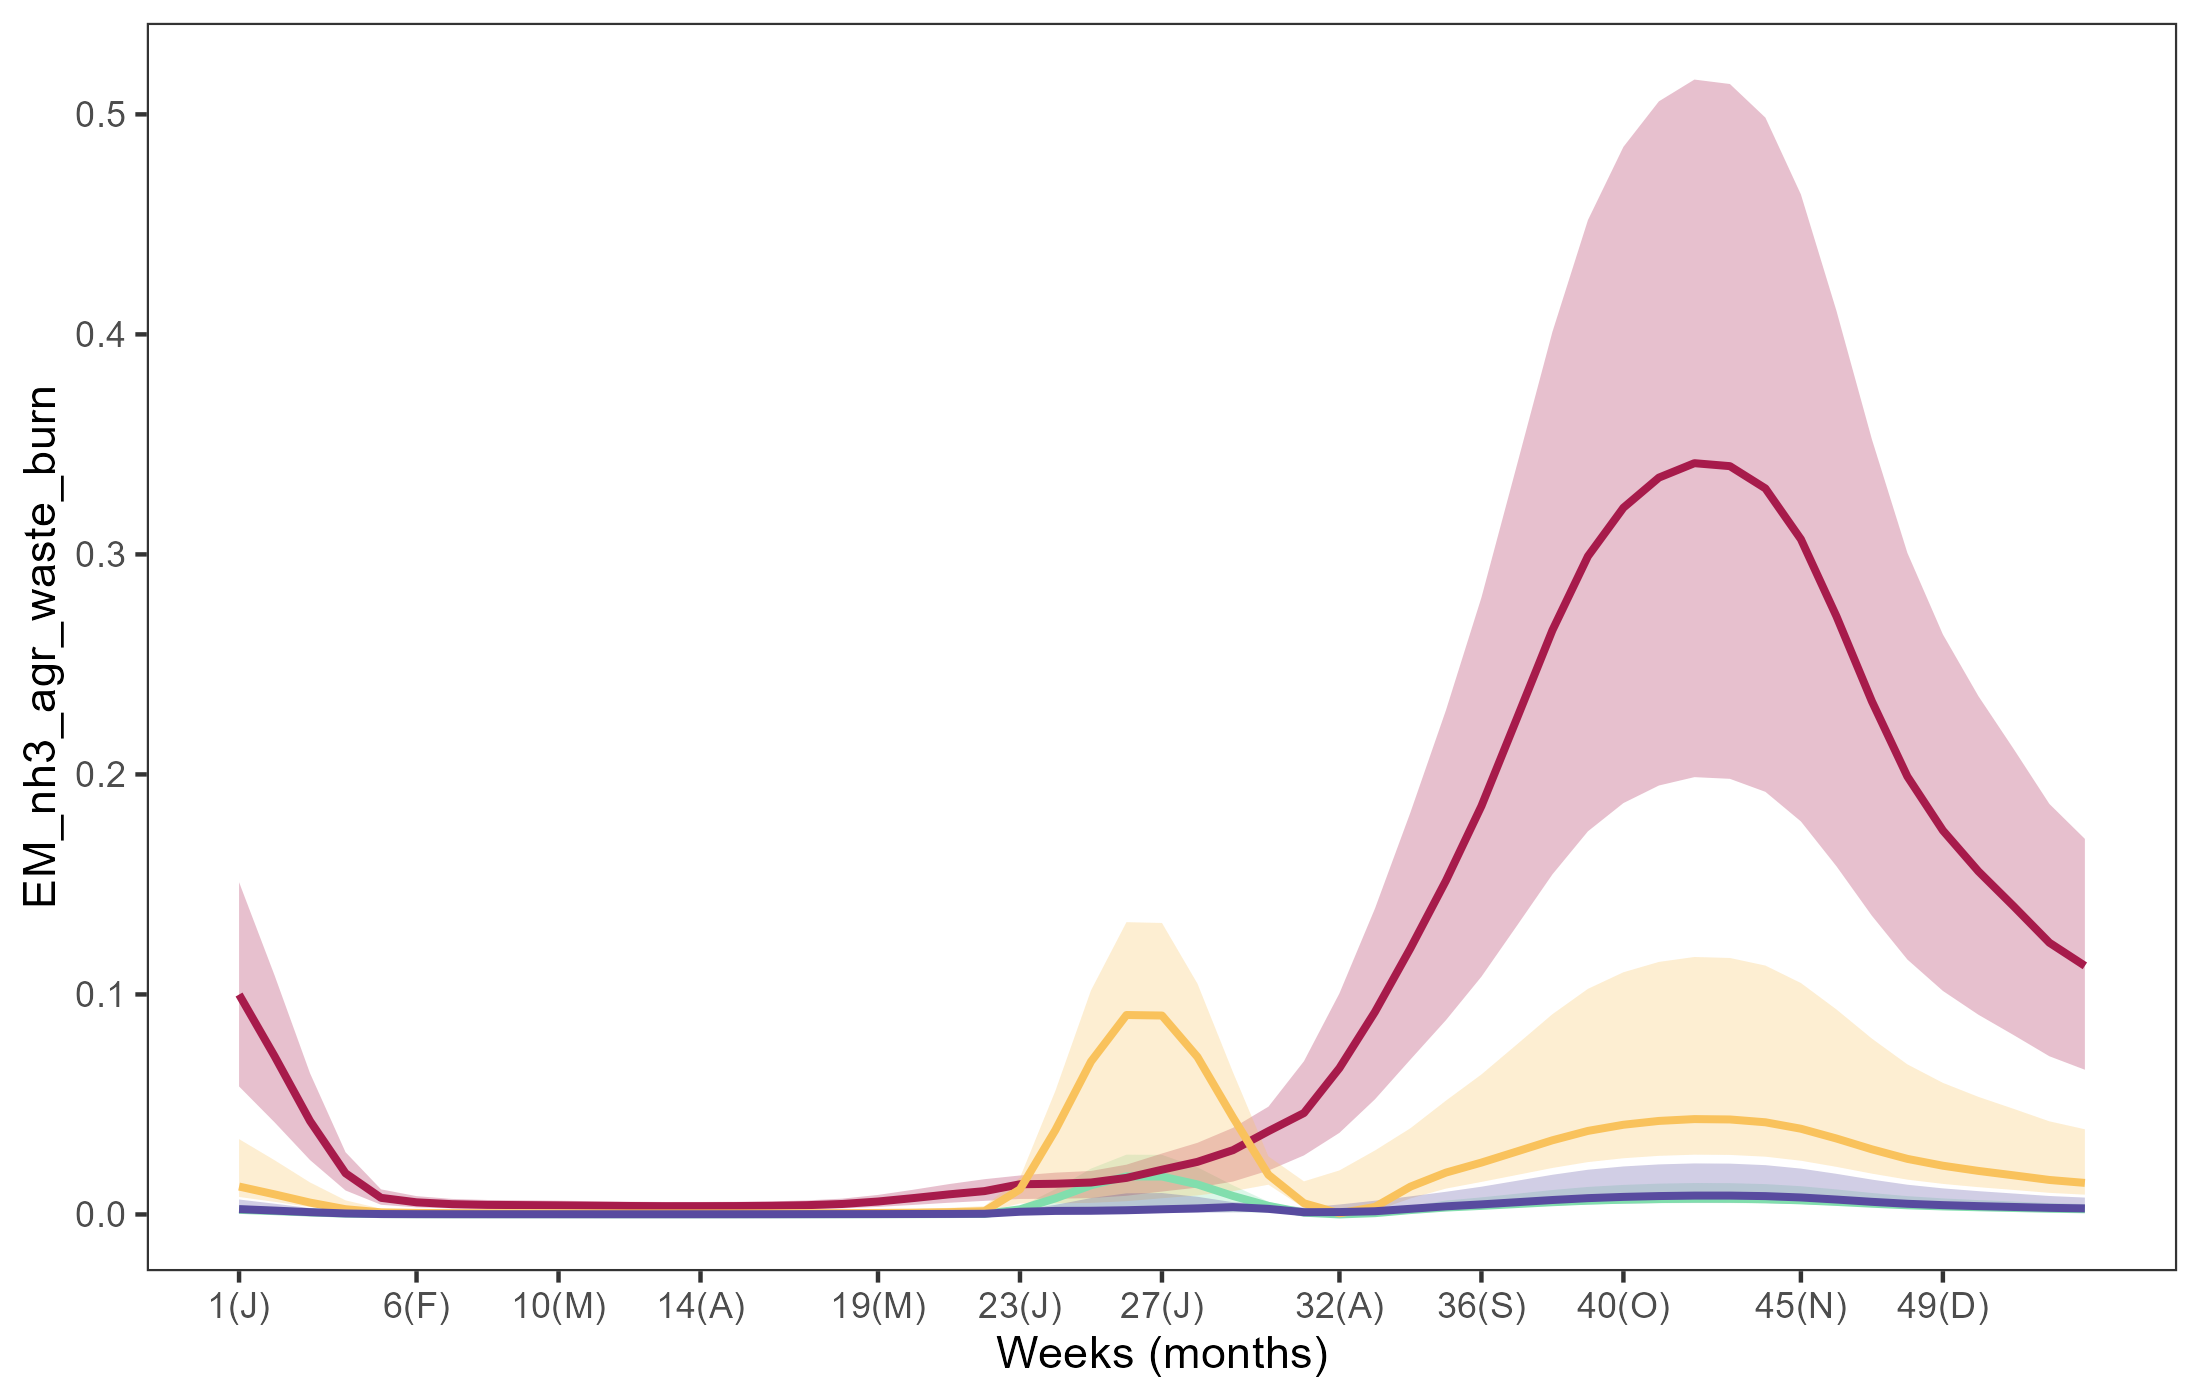 EM_nh3_agr_waste_burn
0.5
0.4
0.3
0.2
0.1
0.0
1(J) 6(F) 10(M) 14(A) 19(M) 23(J) 27(J) 32(A) 36(S) 40(O) 45(N) 49(D)
Weeks (months)